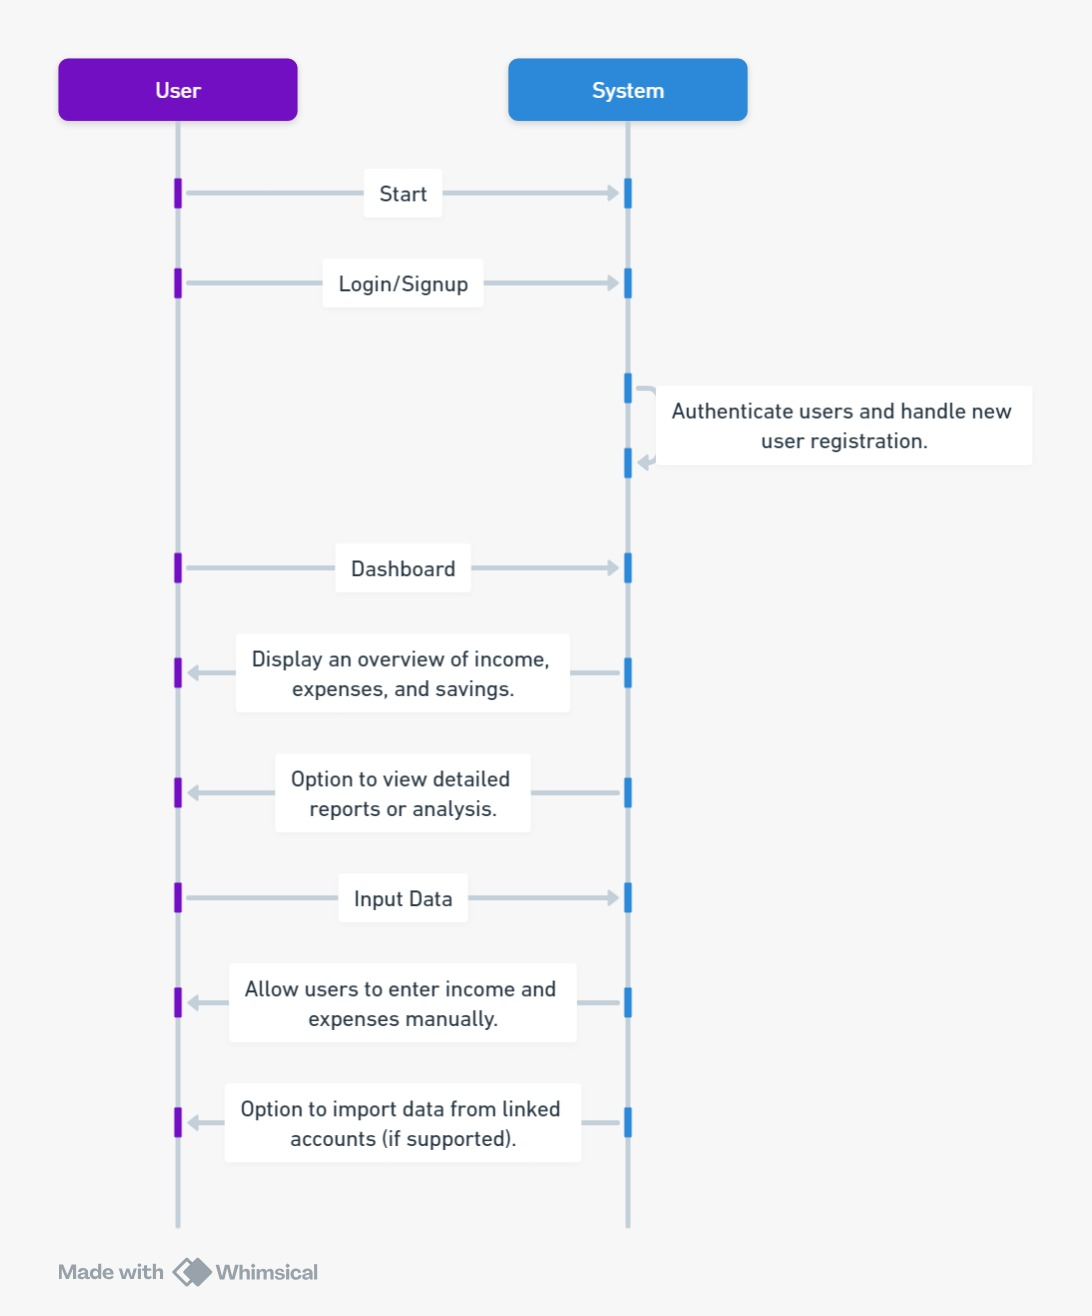 User
System
Start
Login/Signup
Authenticate users and handle new
user registration.
Dashboard
Display an overview of income,
expenses, and savings.
Option to view detailed
reports or analysis.
Input Data
Allow users to enter income and
expenses manually.
Option to import data from linked
accounts (if supported).
Made with Whimsical